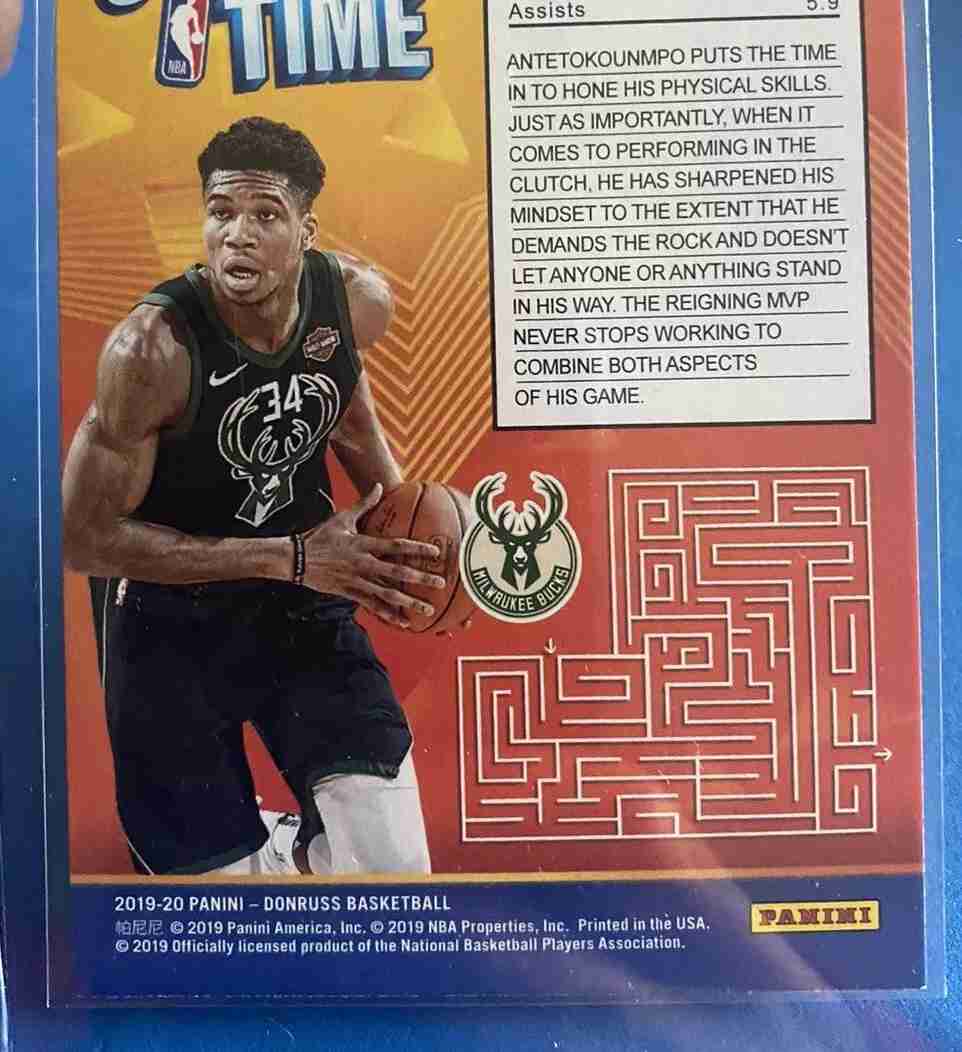 TIME
NBA
Assists 5.9
ANTETOKOUNMPO PUTS THE TIME
IN TO HONE HIS PHYSICAL SKILLS.
JUST AS IMPORTANTLY, WHEN IT
COMES TO PERFORMING IN THE
CLUTCH, HE HAS SHARPENED HIS
MINDSET TO THE EXTENT THAT HE
DEMANDS THE ROCK AND DOESN'T
LET ANYONE OR ANYTHING STAND
IN HIS WAY. THE REIGNING MVP
NEVER STOPS WORKING TO
COMBINE BOTH ASPECTS
OF HIS GAME.
34
MILWAUKEE BUCKS
2019-20 PANINI – DONRUSS BASKETBALL
帕尼尼 © 2019 Panini America, Inc. © 2019 NBA Properties, Inc. Printed in the USA.
© 2019 Officially licensed product of the National Basketball Players Association.
PANINI